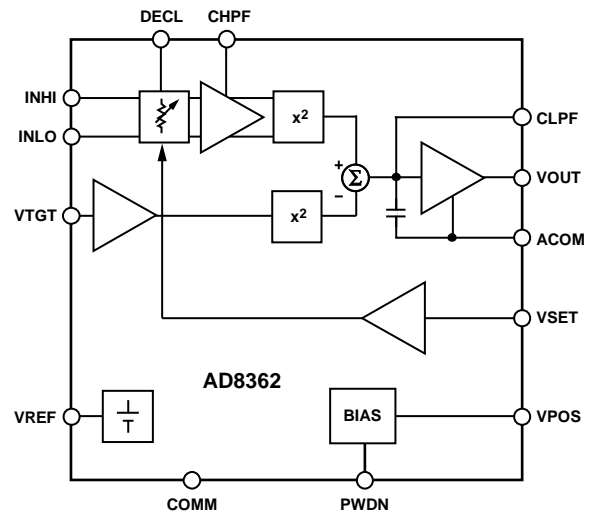 DECL CHPF
INHI
INLO
x²
CLPF
+
Σ
−
VOUT
VTGT
x²
ACOM
VSET
AD8362
VREF
BIAS
VPOS
COMM
PWDN